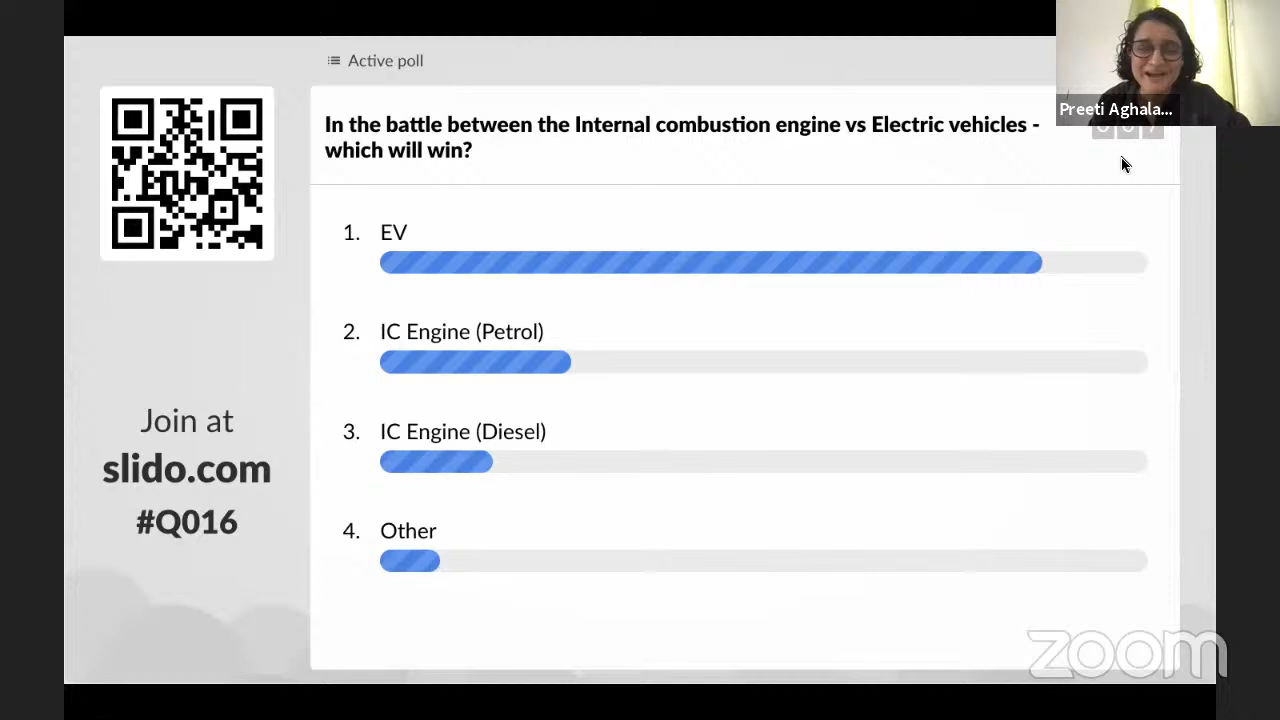 Active poll
Preeti Aghala...
In the battle between the Internal combustion engine vs Electric vehicles -
which will win?
1. EV
2. IC Engine (Petrol)
3. IC Engine (Diesel)
4. Other
Join at
slido.com
#Q016
zoom